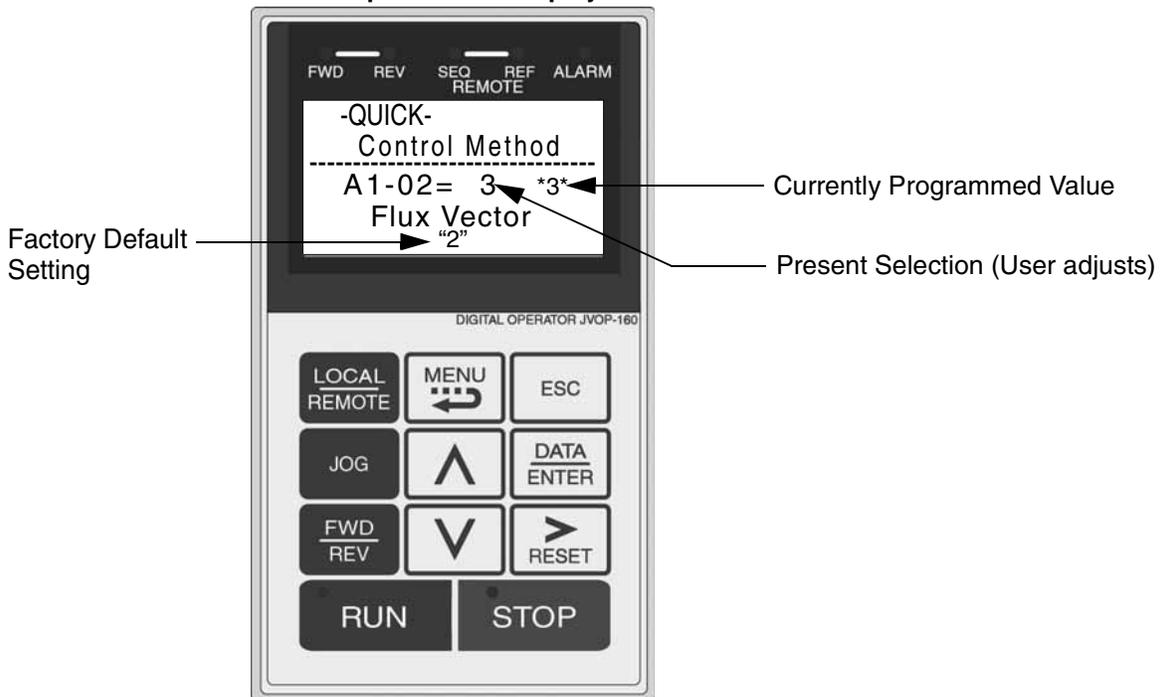 FWD REV SEQ REF ALARM
REMOTE
-QUICK-
Control Method
A1-02= 3 *3*
Flux Vector
“2”
Currently Programmed Value
Factory Default
Setting
Present Selection (User adjusts)
DIGITAL OPERATOR JVOP-160
LOCAL
REMOTE
MENU
ESC
JOG
DATA
ENTER
FWD
REV
>
RESET
RUN
STOP